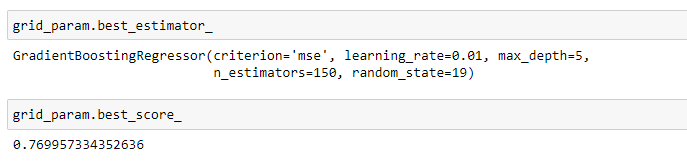 grid_param.best_estimator_
GradientBoostingRegressor(criterion='mse', learning_rate=0.01, max_depth=5,
n_estimators=150, random_state=19)
grid_param.best_score_
0.769957334352636